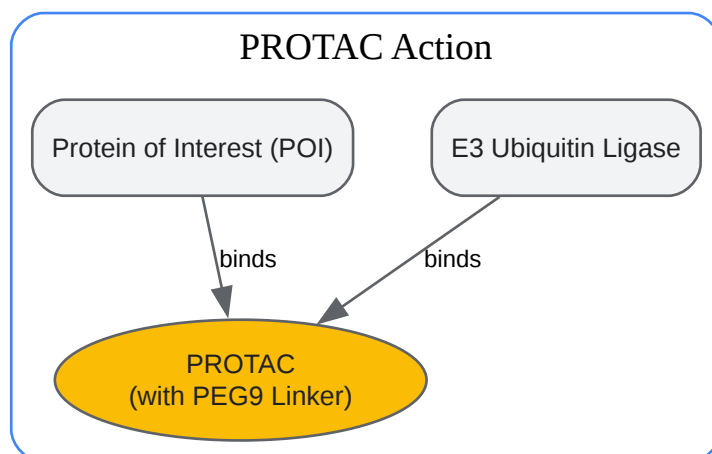 PROTAC Action
Protein of Interest (POI)
E3 Ubiquitin Ligase
binds
binds
PROTAC
(with PEG9 Linker)